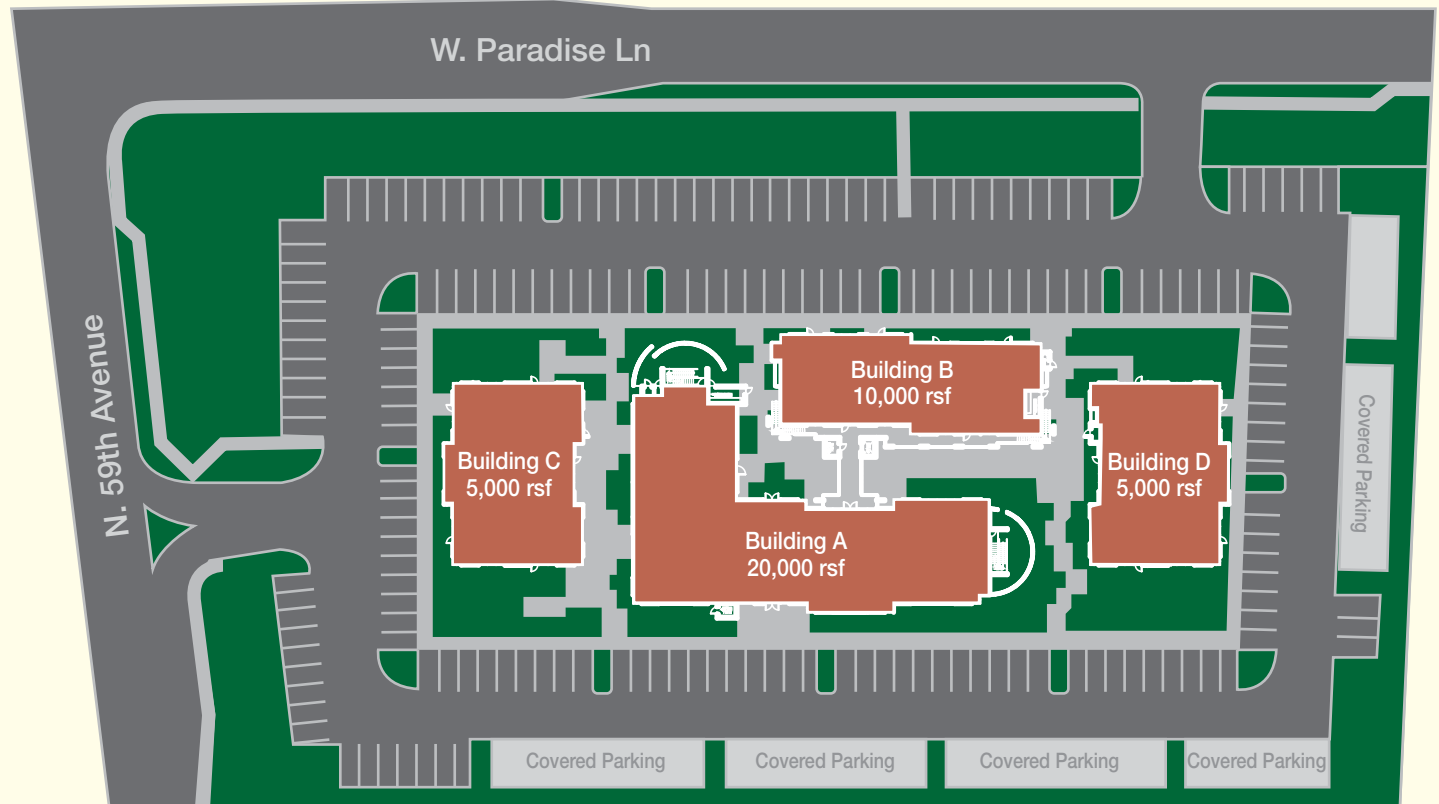 W. Paradise Ln
N. 59th Avenue
Building B
10,000 rsf
Building C
5,000 rsf
Building D
5,000 rsf
Building A
20,000 rsf
Covered Parking
Covered Parking
Covered Parking
Covered Parking
Covered Parking